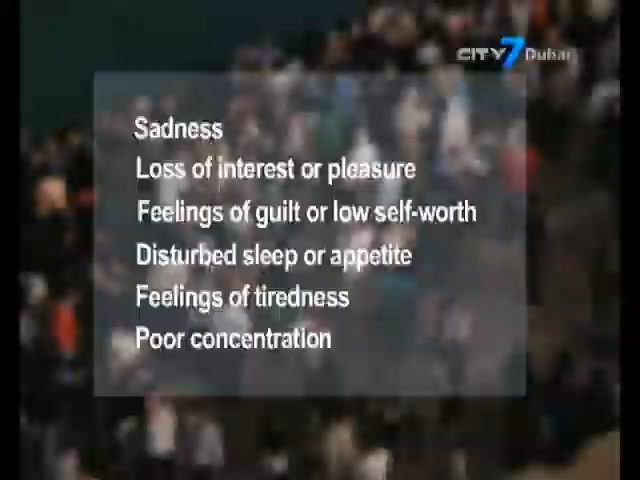 CITY7 Dubai
Sadness
Loss of interest or pleasure
Feelings of guilt or low self-worth
Disturbed sleep or appetite
Feelings of tiredness
Poor concentration